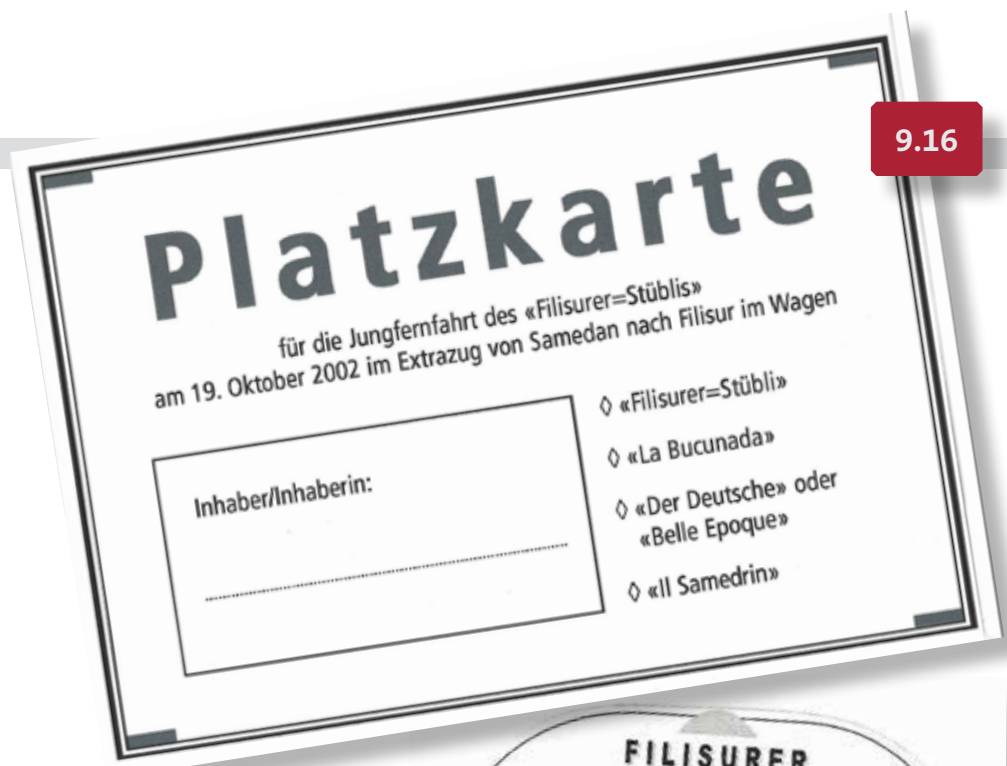 9.16
Platzkarte
für die Jungfernfahrt des «Filisurer=Stüblis»
am 19. Oktober 2002 im Extrazug von Samedan nach Filisur im Wagen
Inhaber/Inhaberin:
◊ «Filisurer=Stübli»
◊ «La Bucunada»
◊ «Der Deutsche» oder
«Belle Epoque»
◊ «Il Samedrin»
FILISURER